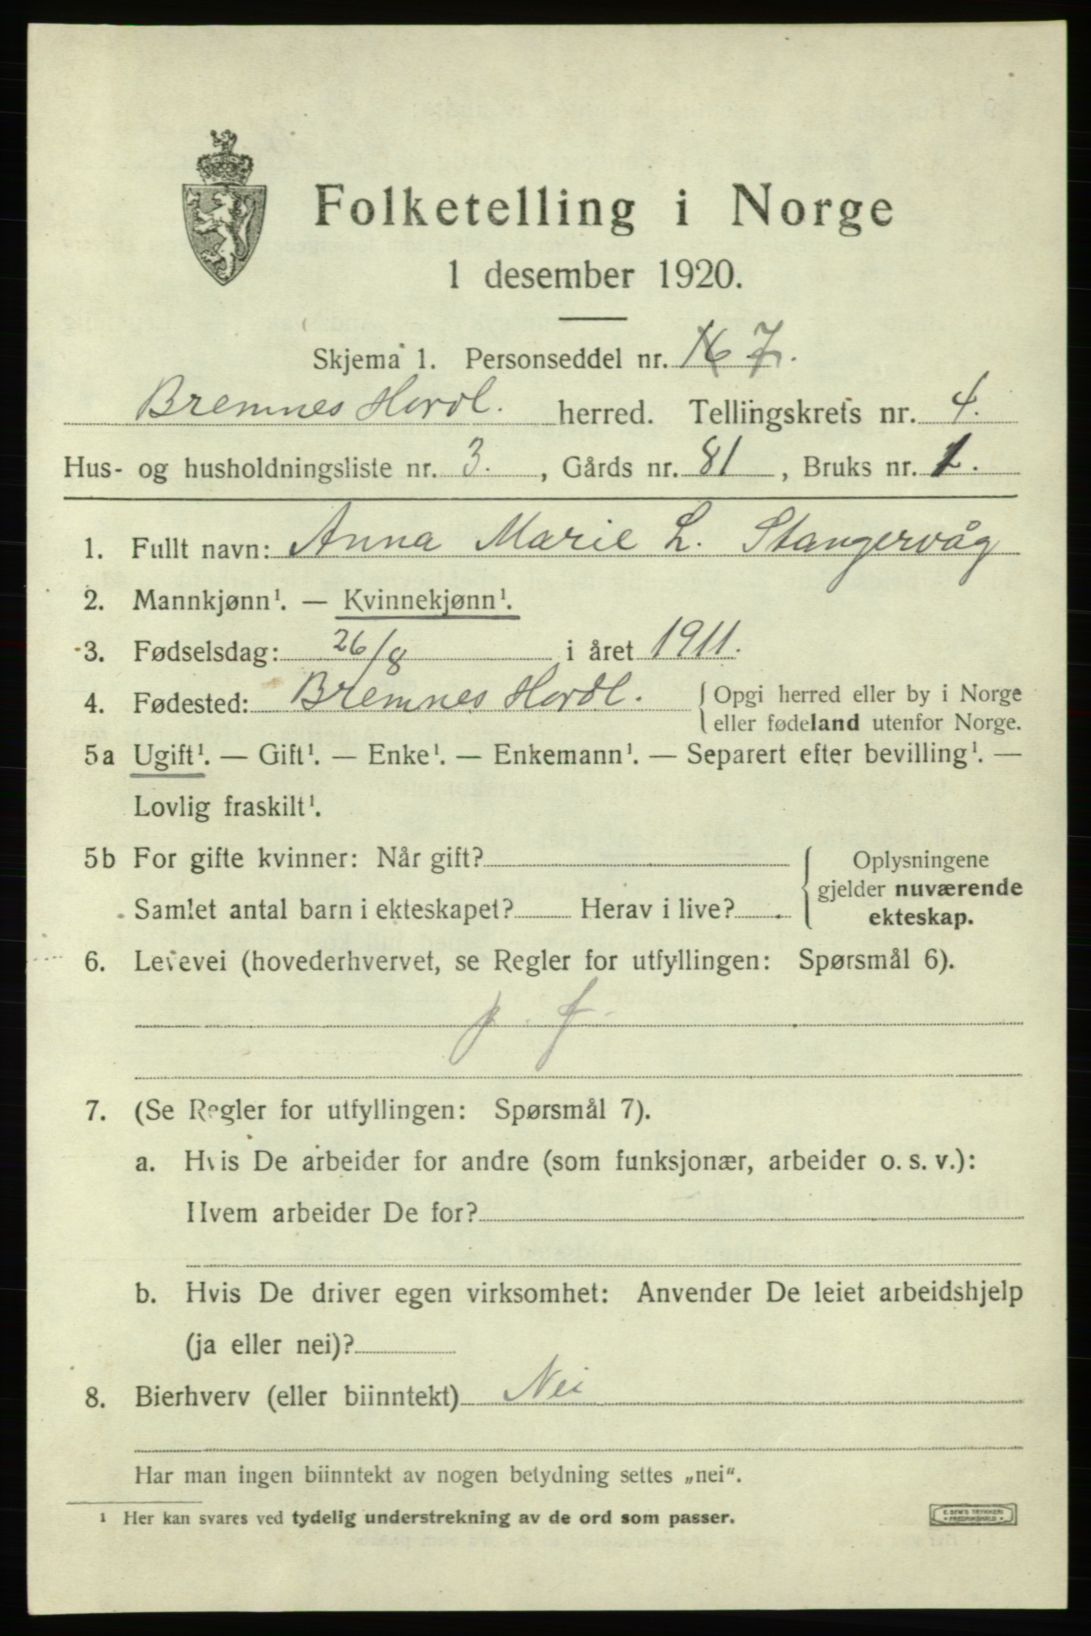 Folketelling i Norge
1 desember 1920.
Skjema 1. Personseddel nr. 7.
Bremnes Hordl. herred. Tellingskrets nr. 4.
Hus- og husholdningsliste nr. 3., Gårds nr. 81, Bruks nr. 1.
1. Fullt navn: Anna Marie L. Stangervåg
2. Mannkjønn¹. — Kvinnekjønn¹.
3. Fødselsdag: 26/8 i året 1911.
4. Fødested: Bremnes Hordl. { Opgi herred eller by i Norge
eller fødeland utenfor Norge.
5a Ugift¹. — Gift¹. — Enke¹. — Enkemann¹. — Separert efter bevilling¹. —
Lovlig fraskilt¹.
5b For gifte kvinner: Når gift?
Samlet antal barn i ekteskapet? Herav i live?
Oplysningene
gjelder nuværende
ekteskap.
6. Levevei (hovederhvervet, se Regler for utfyllingen: Spørsmål 6).
p. f.
7. (Se Regler for utfyllingen: Spørsmål 7).
a. Hvis De arbeider for andre (som funksjonær, arbeider o. s. v.):
Hvem arbeider De for?
b. Hvis De driver egen virksomhet: Anvender De leiet arbeidshjelp
(ja eller nei)?
8. Bierhverv (eller biinntekt) Nei
Har man ingen biinntekt av nogen betydning settes „nei“.
¹ Her kan svares ved tydelig understrekning av de ord som passer.